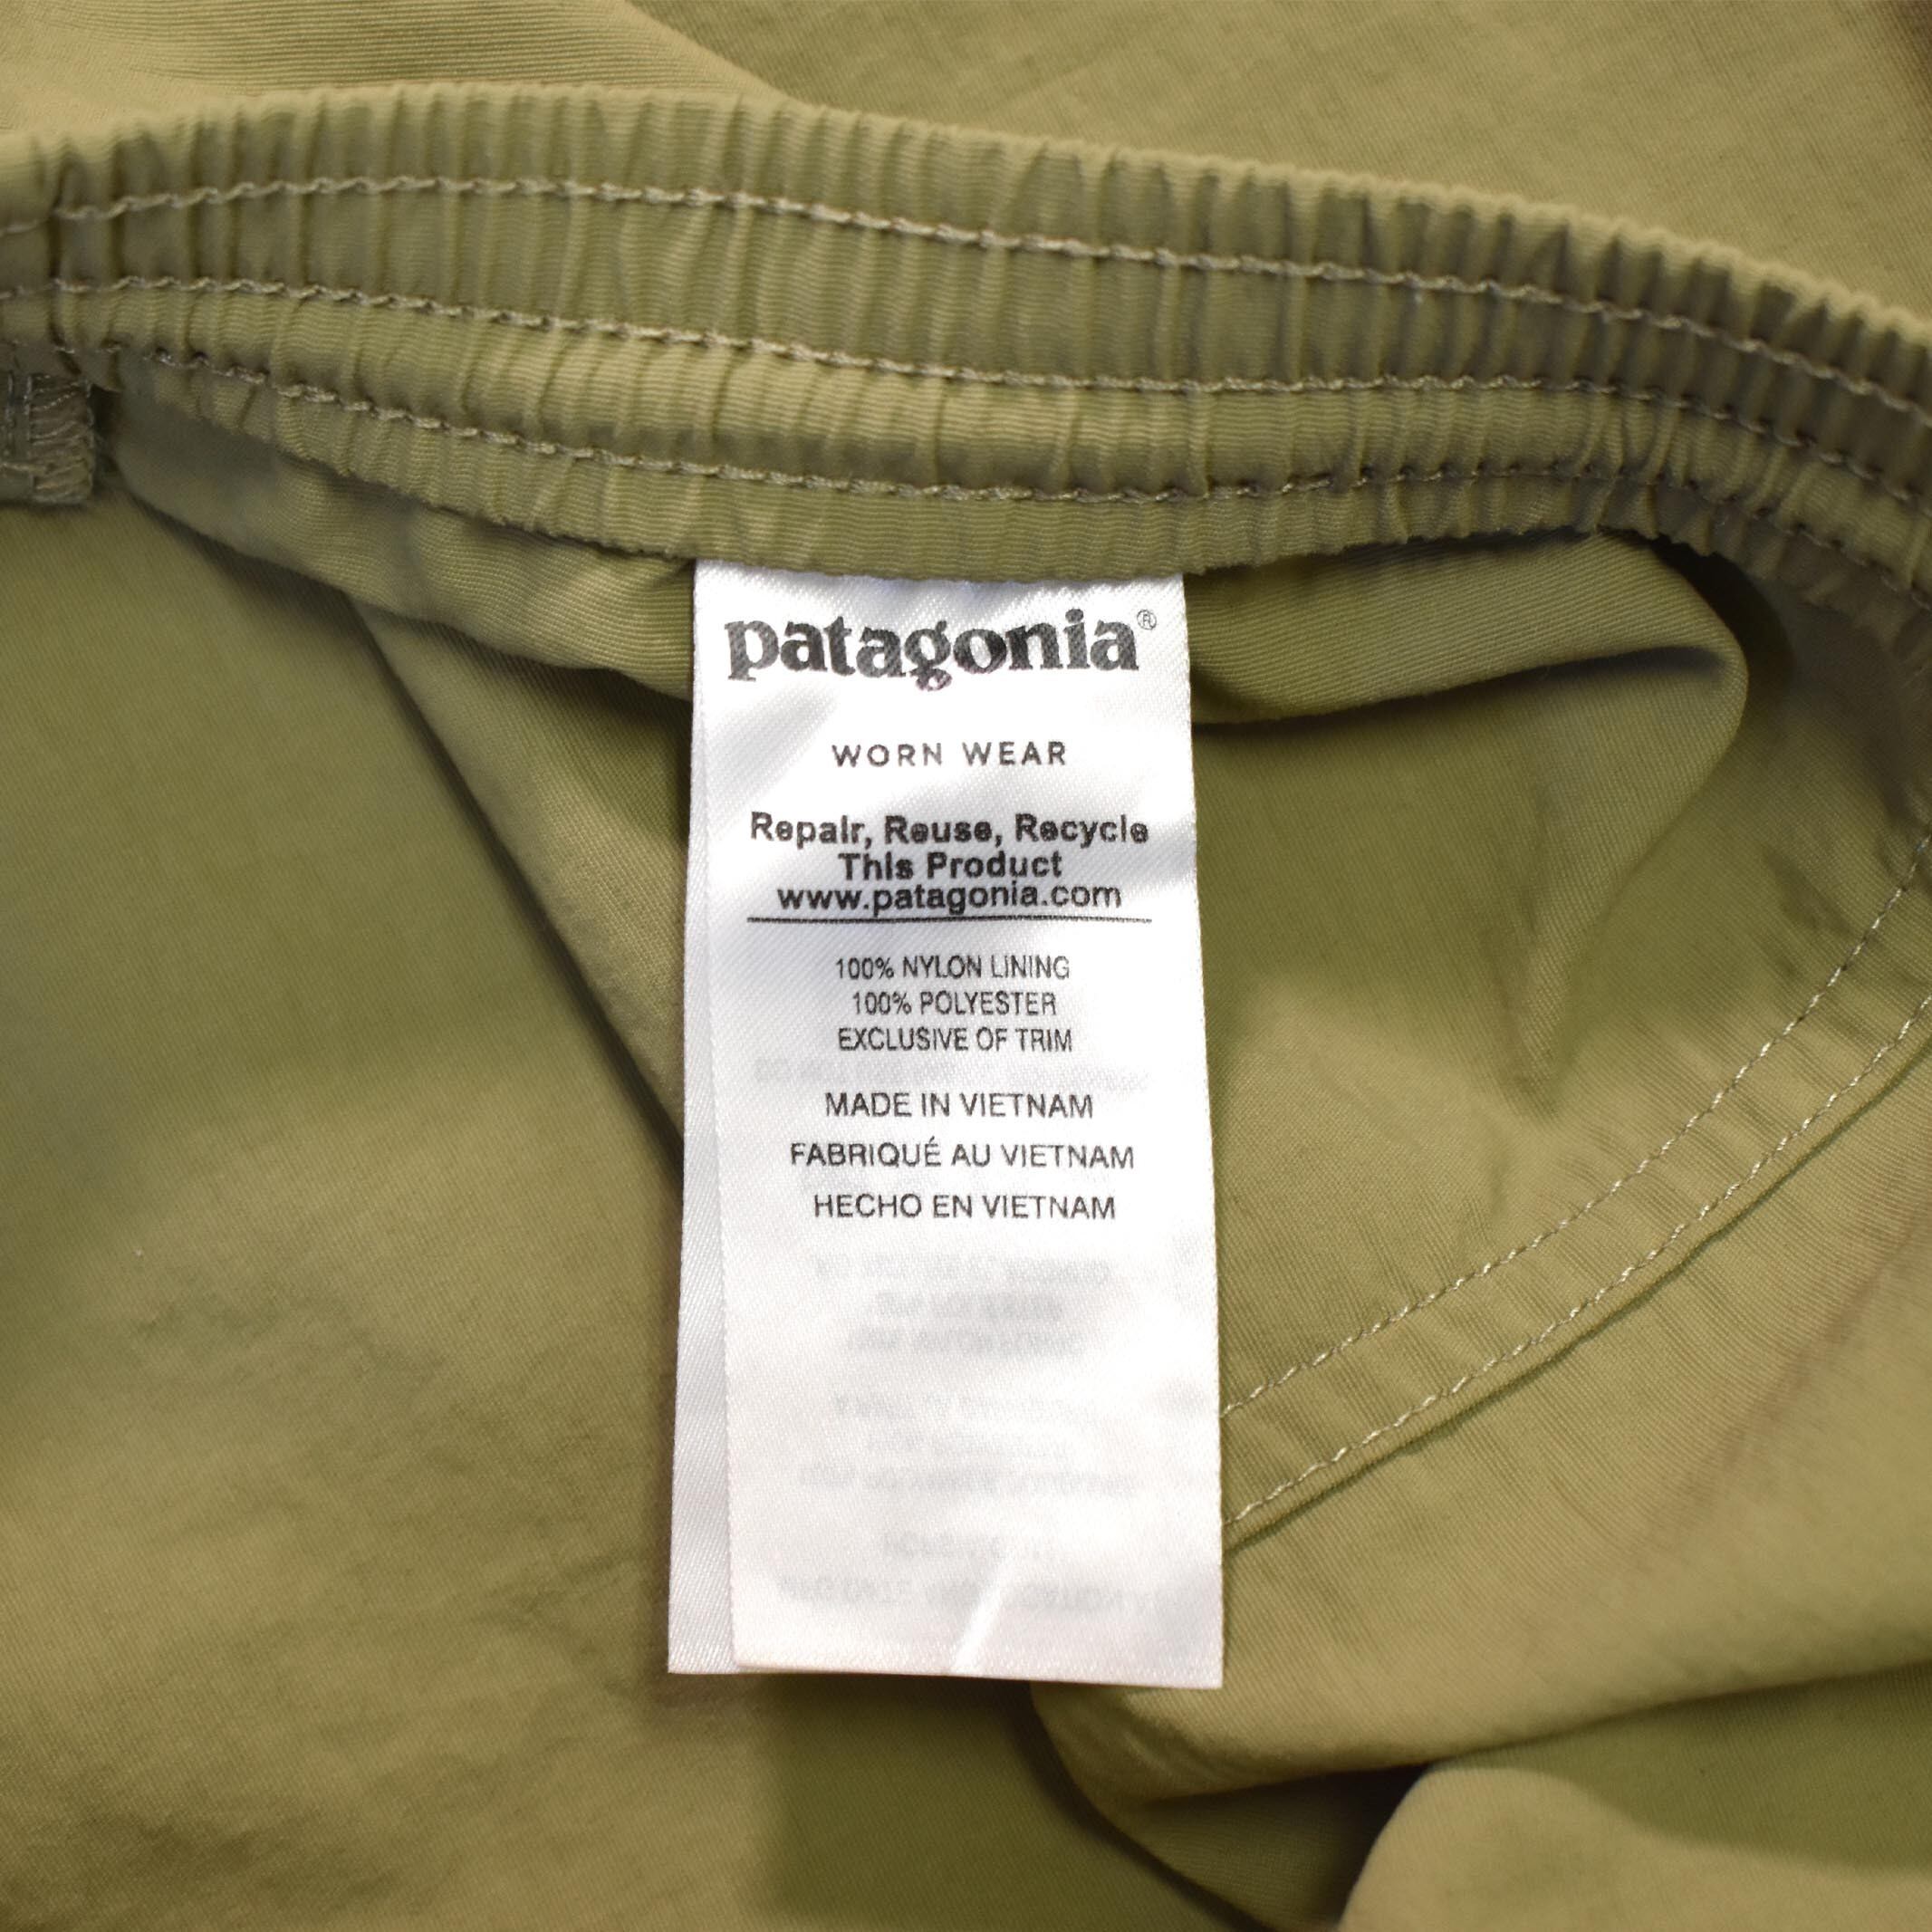 patagonia®
WORN WEAR
Repair, Reuse, Recycle
This Product
www.patagonia.com
100% NYLON LINING
100% POLYESTER
EXCLUSIVE OF TRIM
MADE IN VIETNAM
FABRIQUÉ AU VIETNAM
HECHO EN VIETNAM